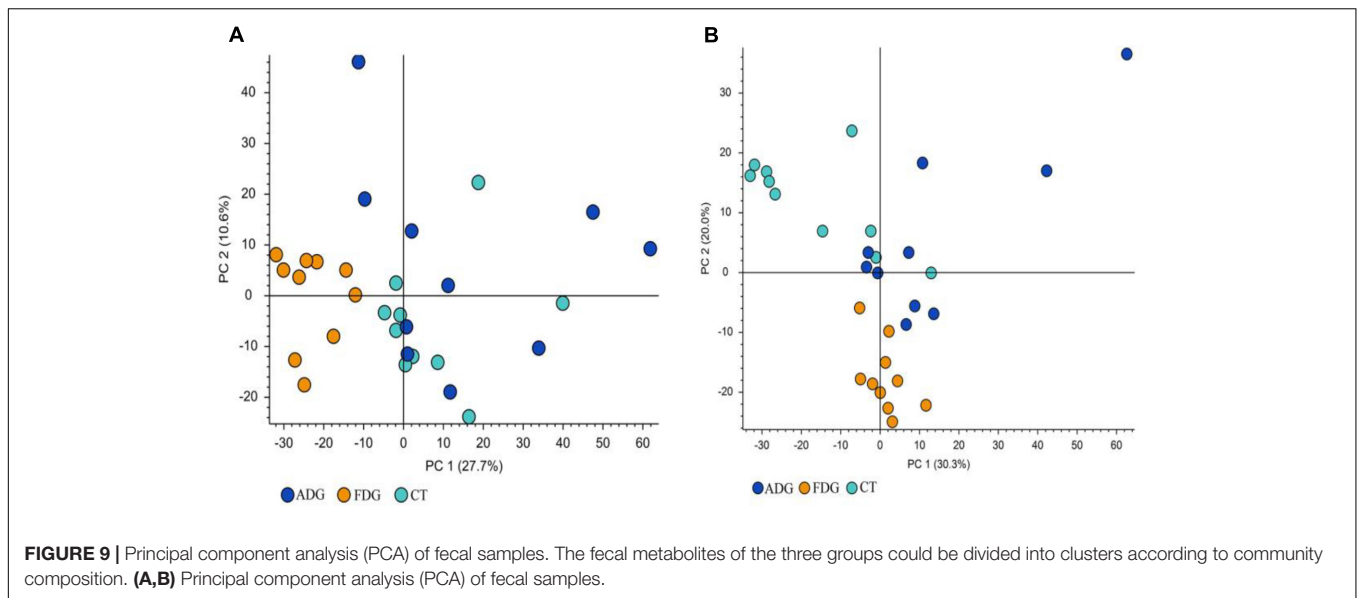 A
B
PC 2 (10.6%)
40
30
20
10
0
-10
-20
-30 -20 -10 0 10 20 30 40 50 60
PC 1 (27.7%)
ADG FDG CT
PC 2 (20.0%)
30
20
10
0
-10
-20
-30 -20 -10 0 10 20 30 40 50 60
PC 1 (30.3%)
ADG FDG CT
FIGURE 9 | Principal component analysis (PCA) of fecal samples. The fecal metabolites of the three groups could be divided into clusters according to community
composition. (A,B) Principal component analysis (PCA) of fecal samples.